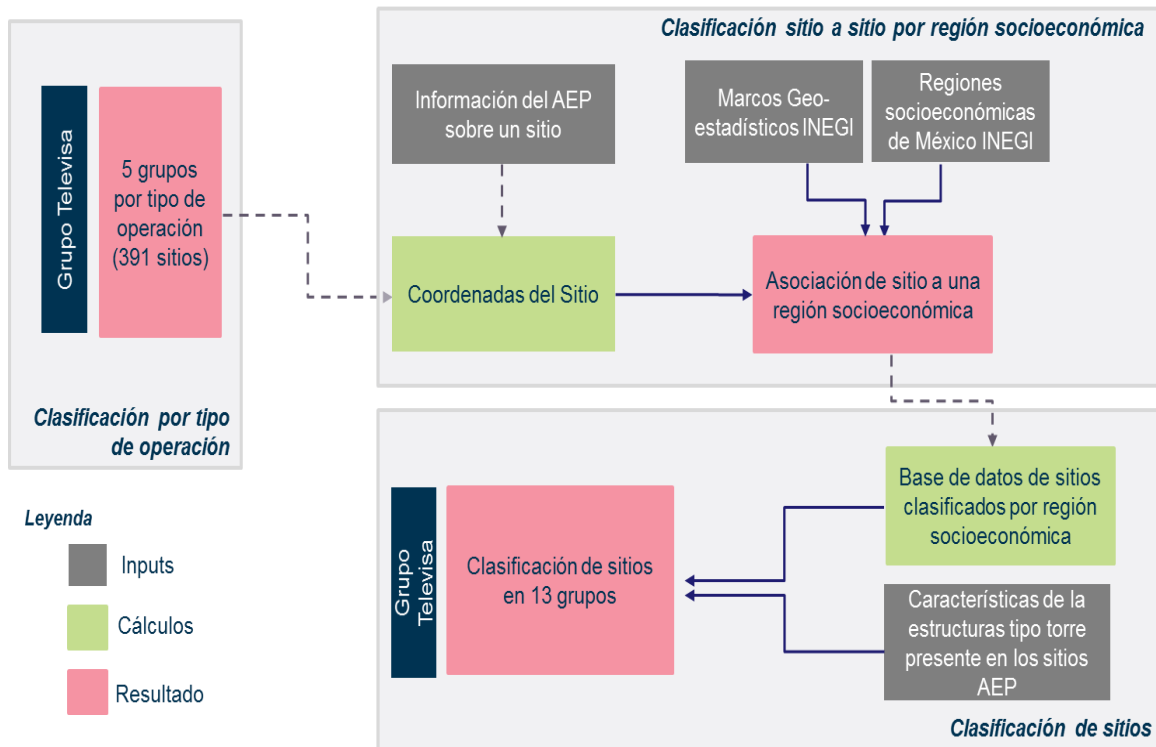 Clasificación sitio a sitio por región socioeconómica
Grupo Televisa
5 grupos
por tipo de
operación
(391 sitios)
Clasificación por tipo
de operación
Información del AEP
sobre un sitio
Marcos Geo-
estadísticos INEGI
Regiones
socioeconómicas
de México INEGI
Coordenadas del Sitio
Asociación de sitio a una
región socioeconómica
Leyenda
Inputs
Cálculos
Resultado
Grupo
Televisa
Clasificación de sitios
en 13 grupos
Base de datos de sitios
clasificados por región
socioeconómica
Características de la
estructuras tipo torre
presente en los sitios
AEP
Clasificación de sitios